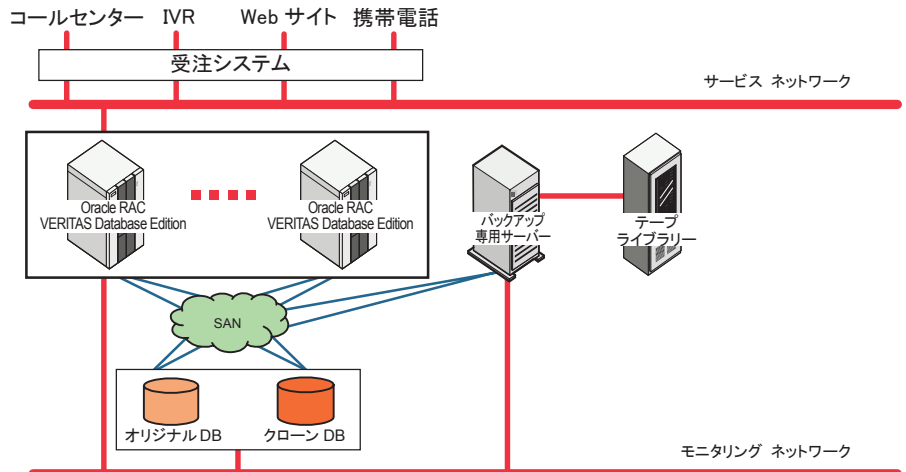 コールセンター IVR Web サイト 携帯電話
受注システム
サービス ネットワーク
Oracle RAC
VERITAS Database Edition
Oracle RAC
VERITAS Database Edition
バックアップ
専用サーバー
テープ
ライブラリー
SAN
オリジナル DB
クローン DB
モニタリング ネットワーク